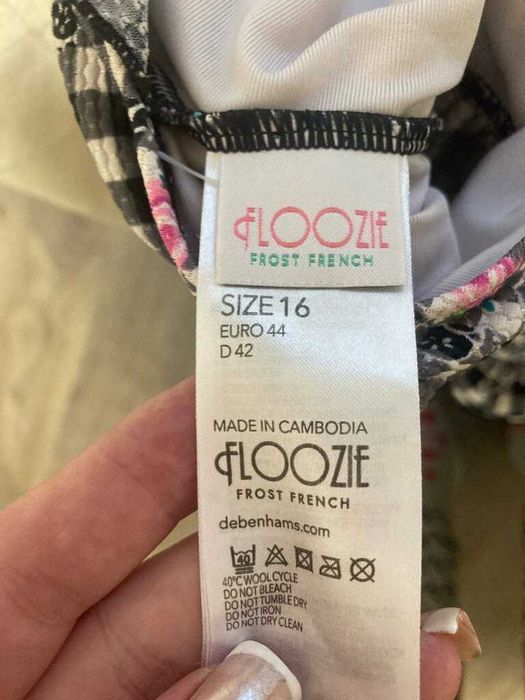 FLOOZIE
FROST FRENCH
SIZE 16
EURO 44
D 42
MADE IN CAMBODIA
FLOOZIE
FROST FRENCH
debenhams.com
40
40°C WOOL CYCLE
DO NOT BLEACH
DO NOT TUMBLE DRY
DO NOT IRON
DO NOT DRY CLEAN